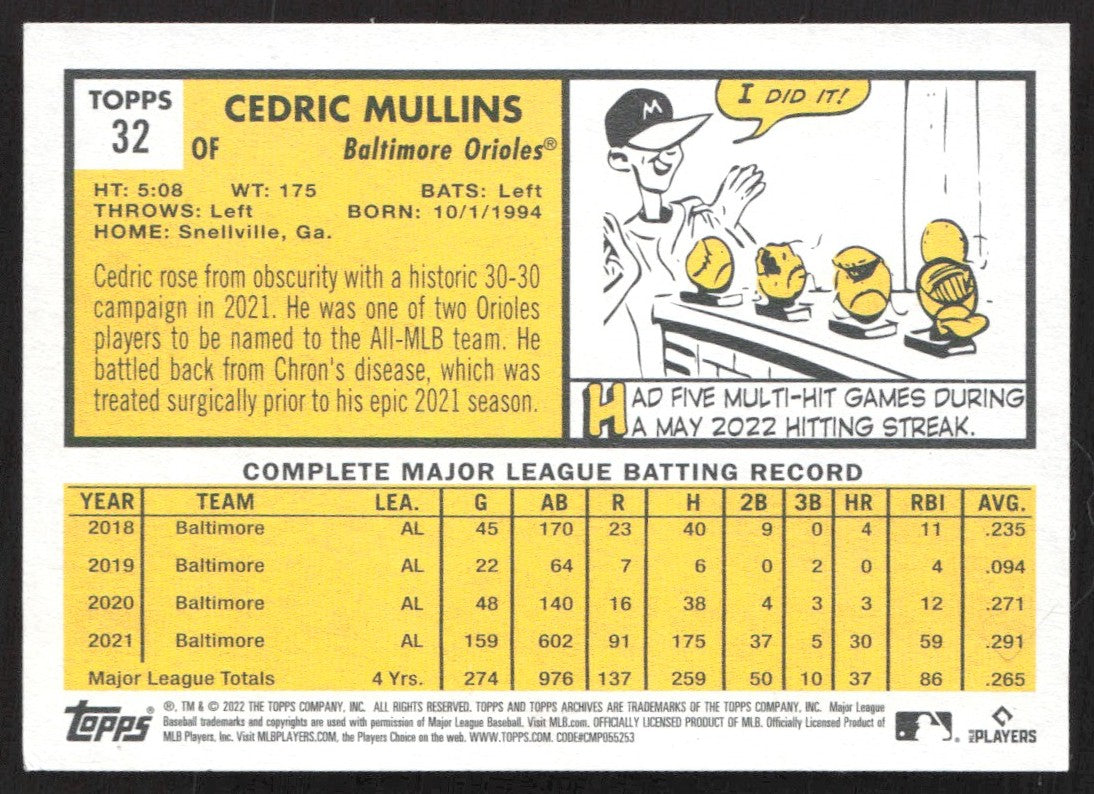 TOPPS
32
OF
CEDRIC MULLINS
Baltimore Orioles®
HT: 5:08 WT: 175 BATS: Left
THROWS: Left BORN: 10/1/1994
HOME: Snellville, Ga.
Cedric rose from obscurity with a historic 30-30
campaign in 2021. He was one of two Orioles
players to be named to the All-MLB team. He
battled back from Chron's disease, which was
treated surgically prior to his epic 2021 season.
I DID IT!
M
HAD FIVE MULTI-HIT GAMES DURING
A MAY 2022 HITTING STREAK.
COMPLETE MAJOR LEAGUE BATTING RECORD
YEAR TEAM LEA. G AB R H 2B 3B HR RBI AVG.
2018 Baltimore AL 45 170 23 40 9 0 4 11 .235
2019 Baltimore AL 22 64 7 6 0 2 0 4 .094
2020 Baltimore AL 48 140 16 38 4 3 3 12 .271
2021 Baltimore AL 159 602 91 175 37 5 30 59 .291
Major League Totals 4 Yrs. 274 976 137 259 50 10 37 86 .265
Topps
®, TM & © 2022 THE TOPPS COMPANY, INC. ALL RIGHTS RESERVED. TOPPS AND TOPPS ARCHIVES ARE TRADEMARKS OF THE TOPPS COMPANY, INC. Major League
Baseball trademarks and copyrights are used with permission of Major League Baseball. Visit MLB.com. OFFICIALLY LICENSED PRODUCT OF MLB. Officially Licensed Product of
MLB Players, Inc. Visit MLBPLAYERS.com, the Players Choice on the web. WWW.TOPPS.COM. CODE#CMP055253
MLB PLAYERS